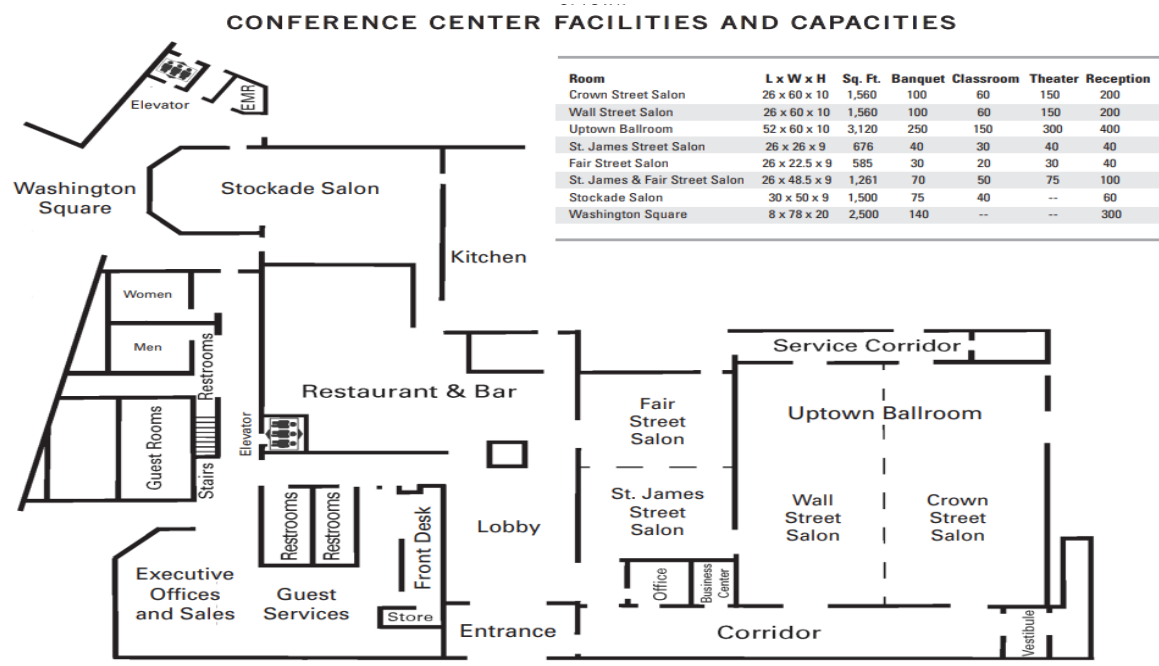 CONFERENCE CENTER FACILITIES AND CAPACITIES
Room L x W x H Sq. Ft. Banquet Classroom Theater Reception
Crown Street Salon 26 x 60 x 10 1,560 100 60 150 200
Wall Street Salon 26 x 60 x 10 1,560 100 60 150 200
Uptown Ballroom 52 x 60 x 10 3,120 250 150 300 400
St. James Street Salon 26 x 26 x 9 676 40 30 40 40
Fair Street Salon 26 x 22.5 x 9 585 30 20 30 40
St. James & Fair Street Salon 26 x 48.5 x 9 1,261 70 50 75 100
Stockade Salon 30 x 50 x 9 1,500 75 40 -- 60
Washington Square 8 x 78 x 20 2,500 140 -- -- 300
Elevator
EMR
Washington
Square
Stockade Salon
Kitchen
Women
Men
Restrooms
Service Corridor
Restaurant & Bar
Fair
Street
Salon
Uptown Ballroom
Guest Rooms
Stairs
Elevator
St. James
Street
Salon
Wall
Street
Salon
Crown
Street
Salon
Restrooms
Restrooms
Front Desk
Lobby
Executive
Offices
and Sales
Guest
Services
Store
Office
Business
Center
Entrance
Corridor
Vestibule